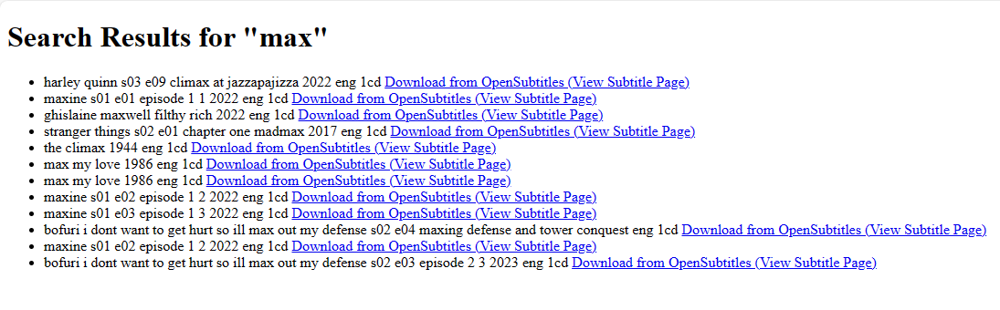 Search Results for "max"
• harley quinn s03 e09 climax at jazzapajizza 2022 eng 1cd Download from OpenSubtitles (View Subtitle Page)
• maxine s01 e01 episode 1 1 2022 eng 1cd Download from OpenSubtitles (View Subtitle Page)
• ghislaine maxwell filthy rich 2022 eng 1cd Download from OpenSubtitles (View Subtitle Page)
• stranger things s02 e01 chapter one madmax 2017 eng 1cd Download from OpenSubtitles (View Subtitle Page)
• the climax 1944 eng 1cd Download from OpenSubtitles (View Subtitle Page)
• max my love 1986 eng 1cd Download from OpenSubtitles (View Subtitle Page)
• max my love 1986 eng 1cd Download from OpenSubtitles (View Subtitle Page)
• maxine s01 e02 episode 1 2 2022 eng 1cd Download from OpenSubtitles (View Subtitle Page)
• maxine s01 e03 episode 1 3 2022 eng 1cd Download from OpenSubtitles (View Subtitle Page)
• bofuri i dont want to get hurt so ill max out my defense s02 e04 maxing defense and tower conquest eng 1cd Download from OpenSubtitles (View Subtitle Page)
• maxine s01 e02 episode 1 2 2022 eng 1cd Download from OpenSubtitles (View Subtitle Page)
• bofuri i dont want to get hurt so ill max out my defense s02 e03 episode 2 3 2023 eng 1cd Download from OpenSubtitles (View Subtitle Page)